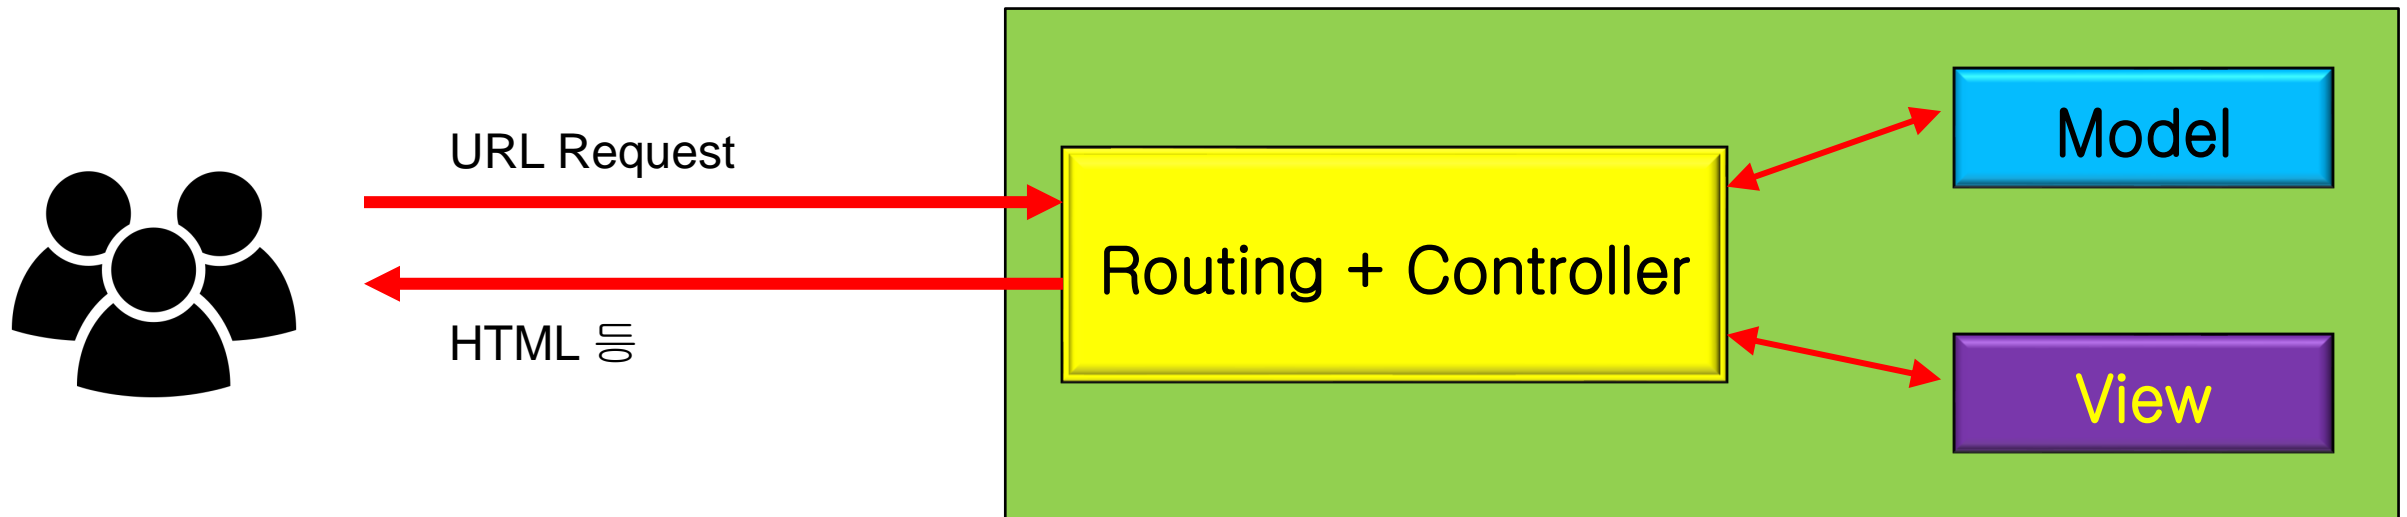 URL Request
HTML 등
Routing + Controller
Model
View